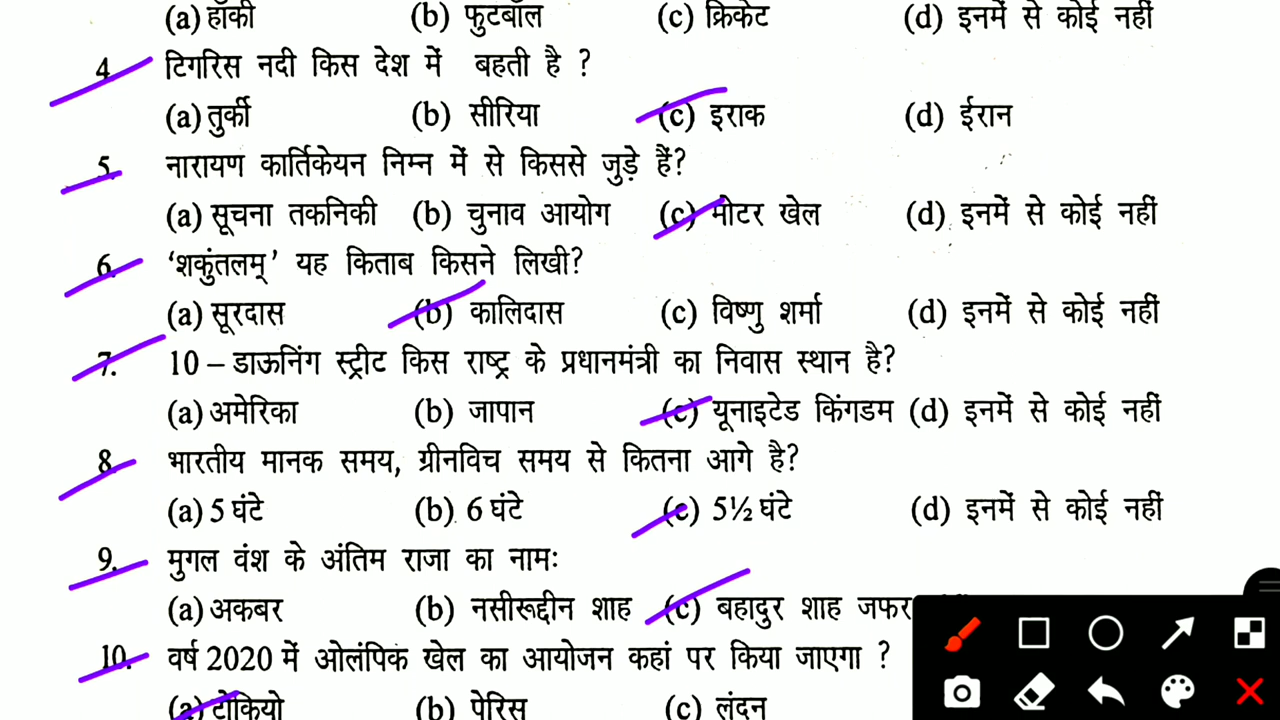 (a) हॉकी (b) फुटबॉल (c) क्रिकेट (d) इनमें से कोई नहीं
4. टिगरिस नदी किस देश में बहती है ?
(a) तुर्की (b) सीरिया (c) इराक (d) ईरान
5. नारायण कार्तिकेयन निम्न में से किससे जुड़े हैं?
(a) सूचना तकनिकी (b) चुनाव आयोग (c) मोटर खेल (d) इनमें से कोई नहीं
6. ‘शकुंतलम्’ यह किताब किसने लिखी?
(a) सूरदास (b) कालिदास (c) विष्णु शर्मा (d) इनमें से कोई नहीं
7. 10 – डाऊनिंग स्ट्रीट किस राष्ट्र के प्रधानमंत्री का निवास स्थान है?
(a) अमेरिका (b) जापान (c) यूनाइटेड किंगडम (d) इनमें से कोई नहीं
8. भारतीय मानक समय, ग्रीनविच समय से कितना आगे है?
(a) 5 घंटे (b) 6 घंटे (c) 5½ घंटे (d) इनमें से कोई नहीं
9. मुगल वंश के अंतिम राजा का नामः
(a) अकबर (b) नसीरूद्दीन शाह (c) बहादुर शाह जफर
10. वर्ष 2020 में ओलंपिक खेल का आयोजन कहां पर किया जाएगा ?
(a) टोकियो (b) पेरिस (c) लंदन